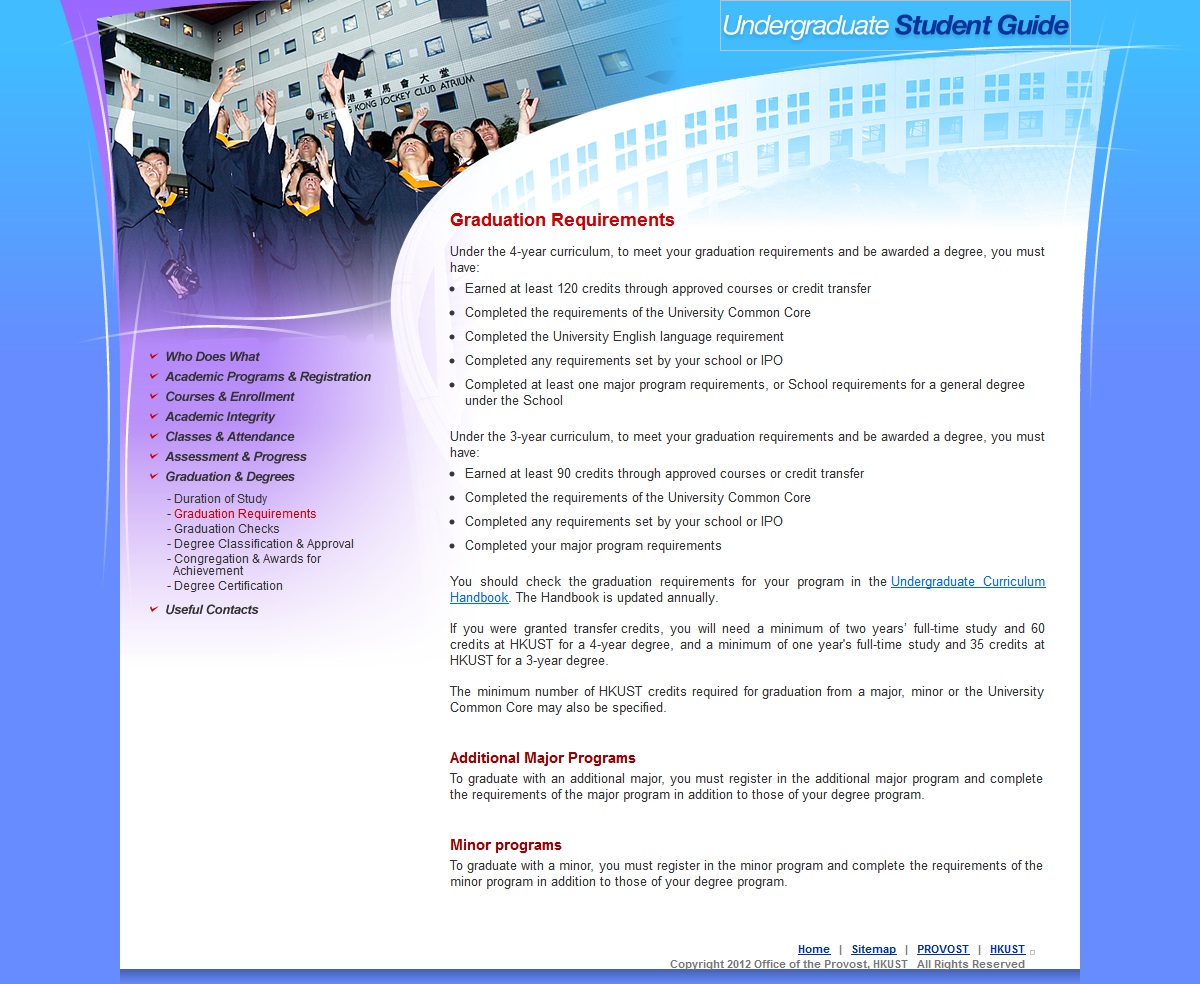 Undergraduate Student Guide
香港賽馬會大堂
THE HONG KONG JOCKEY CLUB ATRIUM
Who Does What
Academic Programs & Registration
Courses & Enrollment
Academic Integrity
Classes & Attendance
Assessment & Progress
Graduation & Degrees
- Duration of Study
- Graduation Requirements
- Graduation Checks
- Degree Classification & Approval
- Congregation & Awards for
Achievement
- Degree Certification
Useful Contacts
Graduation Requirements
Under the 4-year curriculum, to meet your graduation requirements and be awarded a degree, you must
have:
• Earned at least 120 credits through approved courses or credit transfer
• Completed the requirements of the University Common Core
• Completed the University English language requirement
• Completed any requirements set by your school or IPO
• Completed at least one major program requirements, or School requirements for a general degree
under the School
Under the 3-year curriculum, to meet your graduation requirements and be awarded a degree, you must
have:
• Earned at least 90 credits through approved courses or credit transfer
• Completed the requirements of the University Common Core
• Completed any requirements set by your school or IPO
• Completed your major program requirements
You should check the graduation requirements for your program in the Undergraduate Curriculum
Handbook. The Handbook is updated annually.
If you were granted transfer credits, you will need a minimum of two years’ full-time study and 60
credits at HKUST for a 4-year degree, and a minimum of one year's full-time study and 35 credits at
HKUST for a 3-year degree.
The minimum number of HKUST credits required for graduation from a major, minor or the University
Common Core may also be specified.
Additional Major Programs
To graduate with an additional major, you must register in the additional major program and complete
the requirements of the major program in addition to those of your degree program.
Minor programs
To graduate with a minor, you must register in the minor program and complete the requirements of the
minor program in addition to those of your degree program.
Home | Sitemap | PROVOST | HKUST
Copyright 2012 Office of the Provost, HKUST All Rights Reserved